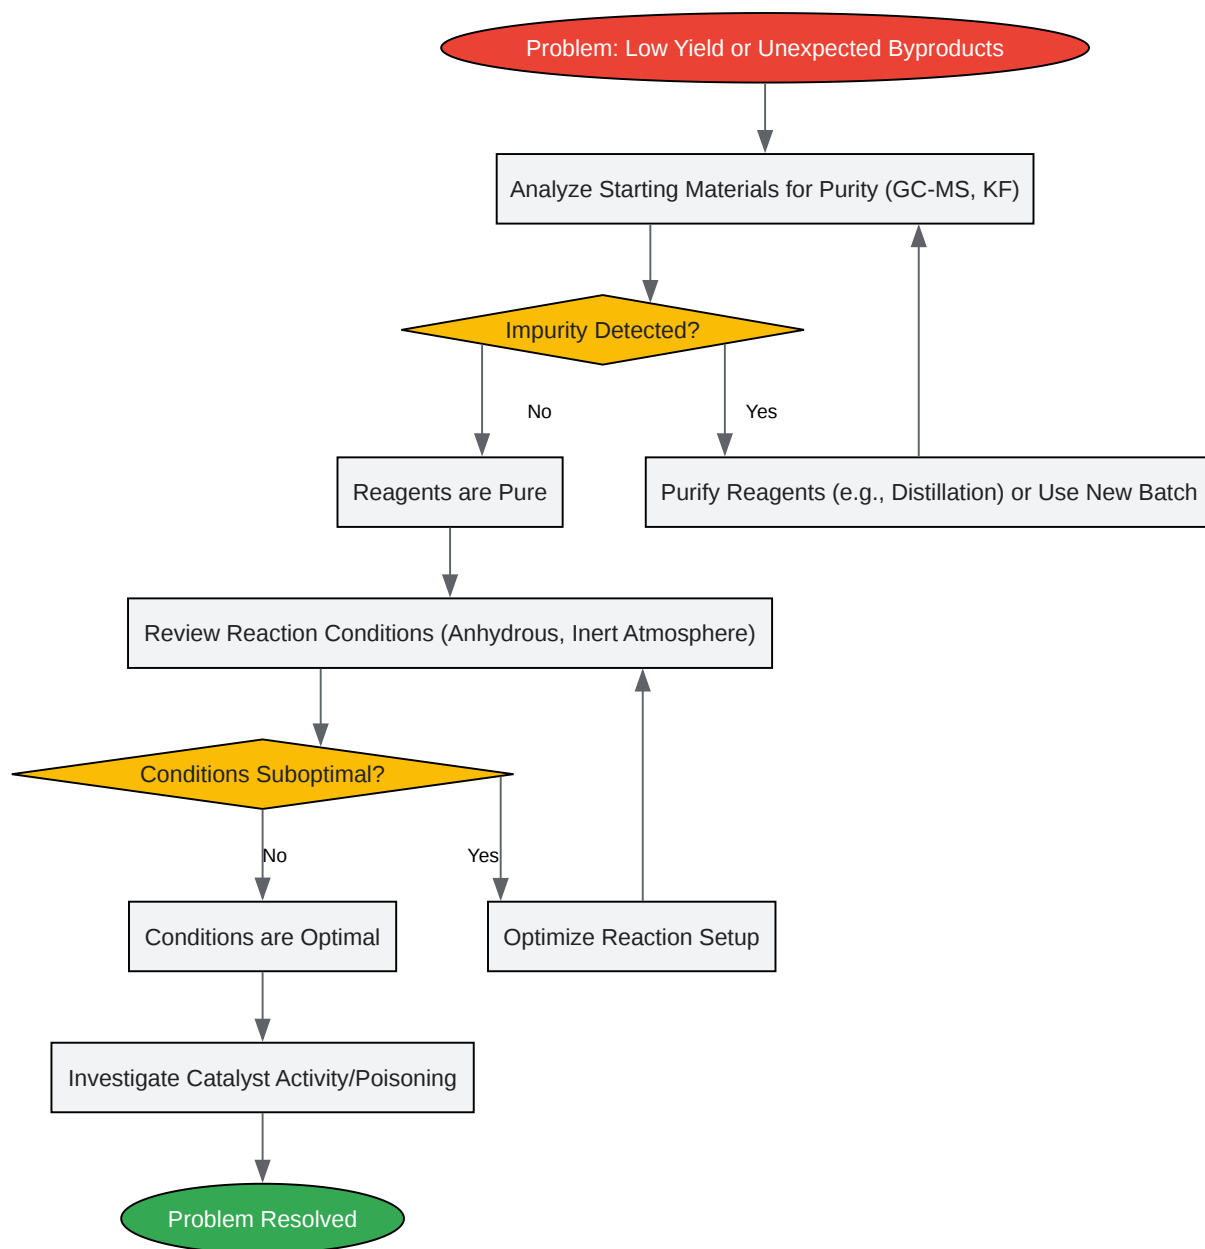 Problem: Low Yield or Unexpected Byproducts
Analyze Starting Materials for Purity (GC-MS, KF)
Impurity Detected?
No
Yes
Reagents are Pure
Purify Reagents (e.g., Distillation) or Use New Batch
Review Reaction Conditions (Anhydrous, Inert Atmosphere)
Conditions Suboptimal?
No
Yes
Conditions are Optimal
Optimize Reaction Setup
Investigate Catalyst Activity/Poisoning
Problem Resolved